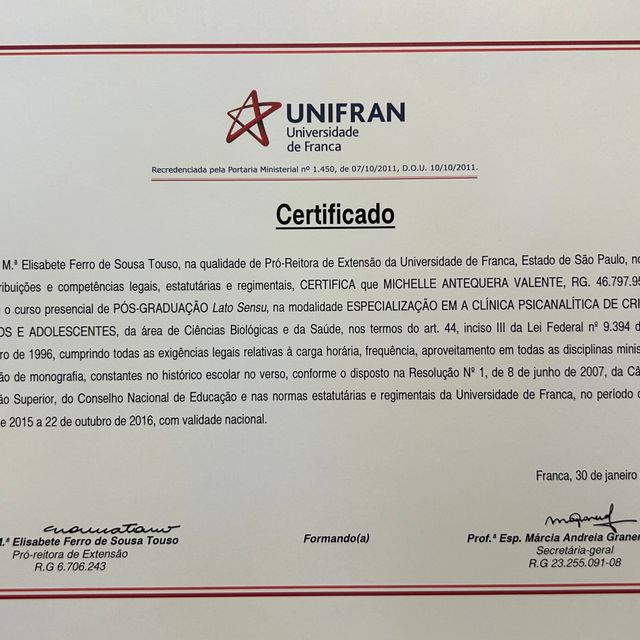 UNIFRAN
Universidade
de Franca
Recredenciada pela Portaria Ministerial nº 1.450, de 07/10/2011, D.O.U. 10/10/2011.
Certificado
M.ª Elisabete Ferro de Sousa Touso, na qualidade de Pró-Reitora de Extensão da Universidade de Franca, Estado de São Paulo, no
ribuições e competências legais, estatutárias e regimentais, CERTIFICA que MICHELLE ANTEQUERA VALENTE, RG. 46.797.95
o curso presencial de PÓS-GRADUAÇÃO Lato Sensu, na modalidade ESPECIALIZAÇÃO EM A CLÍNICA PSICANALÍTICA DE CRI
OS E ADOLESCENTES, da área de Ciências Biológicas e da Saúde, nos termos do art. 44, inciso III da Lei Federal nº 9.394 d
ro de 1996, cumprindo todas as exigências legais relativas à carga horária, frequência, aproveitamento em todas as disciplinas minis
ão de monografia, constantes no histórico escolar no verso, conforme o disposto na Resolução Nº 1, de 8 de junho de 2007, da Câ
ão Superior, do Conselho Nacional de Educação e nas normas estatutárias e regimentais da Universidade de Franca, no período d
e 2015 a 22 de outubro de 2016, com validade nacional.
Franca, 30 de janeiro
M.ª Elisabete Ferro de Sousa Touso
Pró-reitora de Extensão
R.G 6.706.243
Formando(a)
Prof.ª Esp. Márcia Andreia Graner
Secretária-geral
R.G 23.255.091-08